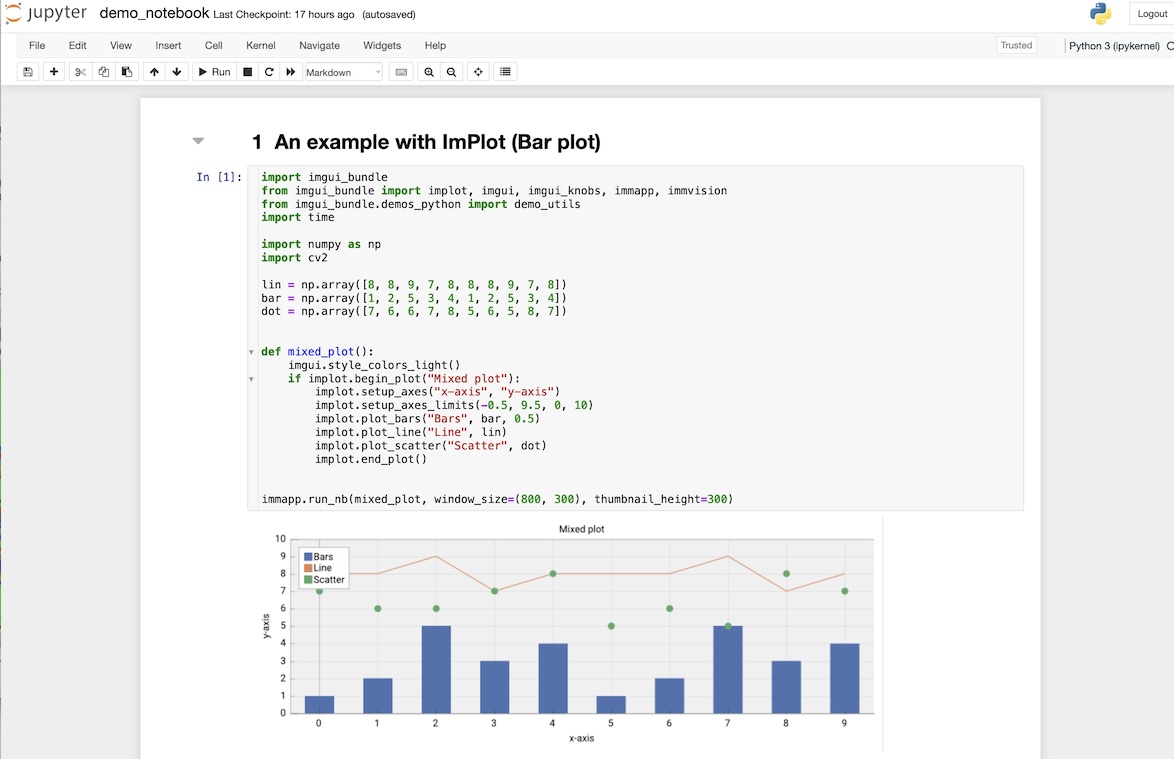 jupyter demo_notebook Last Checkpoint: 17 hours ago (autosaved) Logout
File Edit View Insert Cell Kernel Navigate Widgets Help Trusted Python 3 (ipykernel)
Run Markdown
1 An example with ImPlot (Bar plot)
In [1]: import imgui_bundle
from imgui_bundle import implot, imgui, imgui_knobs, immapp, immvision
from imgui_bundle.demos_python import demo_utils
import time
import numpy as np
import cv2
lin = np.array([8, 8, 9, 7, 8, 8, 8, 9, 7, 8])
bar = np.array([1, 2, 5, 3, 4, 1, 2, 5, 3, 4])
dot = np.array([7, 6, 6, 7, 8, 5, 6, 5, 8, 7])
def mixed_plot():
imgui.style_colors_light()
if implot.begin_plot("Mixed plot"):
implot.setup_axes("x-axis", "y-axis")
implot.setup_axes_limits(-0.5, 9.5, 0, 10)
implot.plot_bars("Bars", bar, 0.5)
implot.plot_line("Line", lin)
implot.plot_scatter("Scatter", dot)
implot.end_plot()
immapp.run_nb(mixed_plot, window_size=(800, 300), thumbnail_height=300)
Mixed plot
10
9
8
7
6
5
4
3
2
1
0
y-axis
Bars
Line
Scatter
0 1 2 3 4 5 6 7 8 9
x-axis